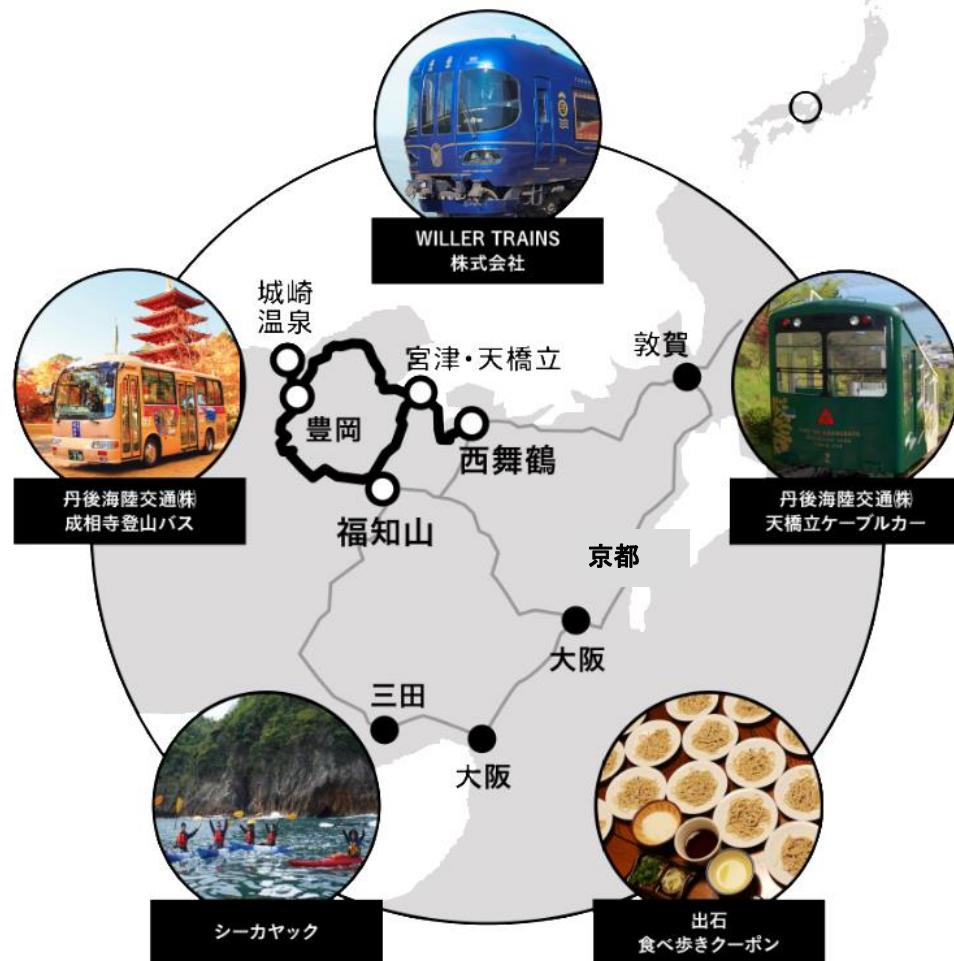 WILLER TRAINS
株式会社
城崎
温泉
宮津・天橋立
敦賀
豊岡
西舞鶴
丹後海陸交通㈱
成相寺登山バス
丹後海陸交通㈱
天橋立ケーブルカー
福知山
京都
大阪
三田
大阪
シーカヤック
出石
食べ歩きクーポン